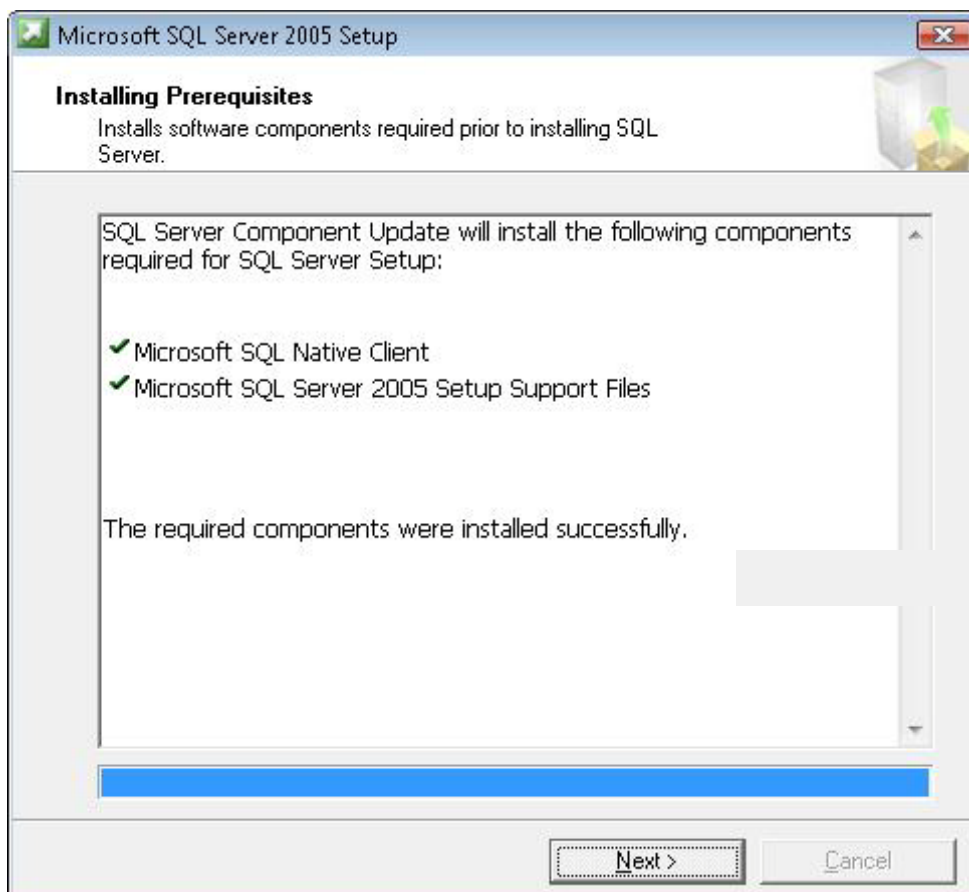 Microsoft SQL Server 2005 Setup
Installing Prerequisites
Installs software components required prior to installing SQL
Server.
SQL Server Component Update will install the following components
required for SQL Server Setup:
Microsoft SQL Native Client
Microsoft SQL Server 2005 Setup Support Files
The required components were installed successfully.
Next >
Cancel